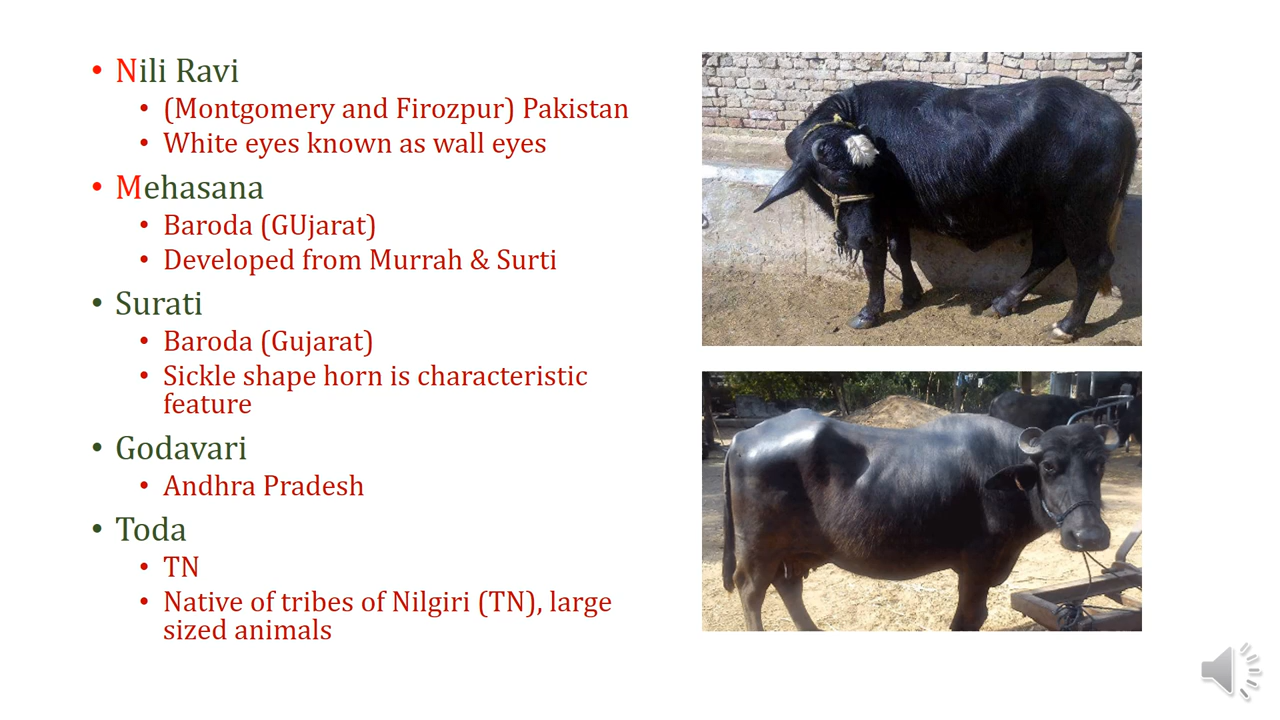 • Nili Ravi
• (Montgomery and Firozpur) Pakistan
• White eyes known as wall eyes
• Mehasana
• Baroda (GUjarat)
• Developed from Murrah & Surti
• Surati
• Baroda (Gujarat)
• Sickle shape horn is characteristic
feature
• Godavari
• Andhra Pradesh
• Toda
• TN
• Native of tribes of Nilgiri (TN), large
sized animals